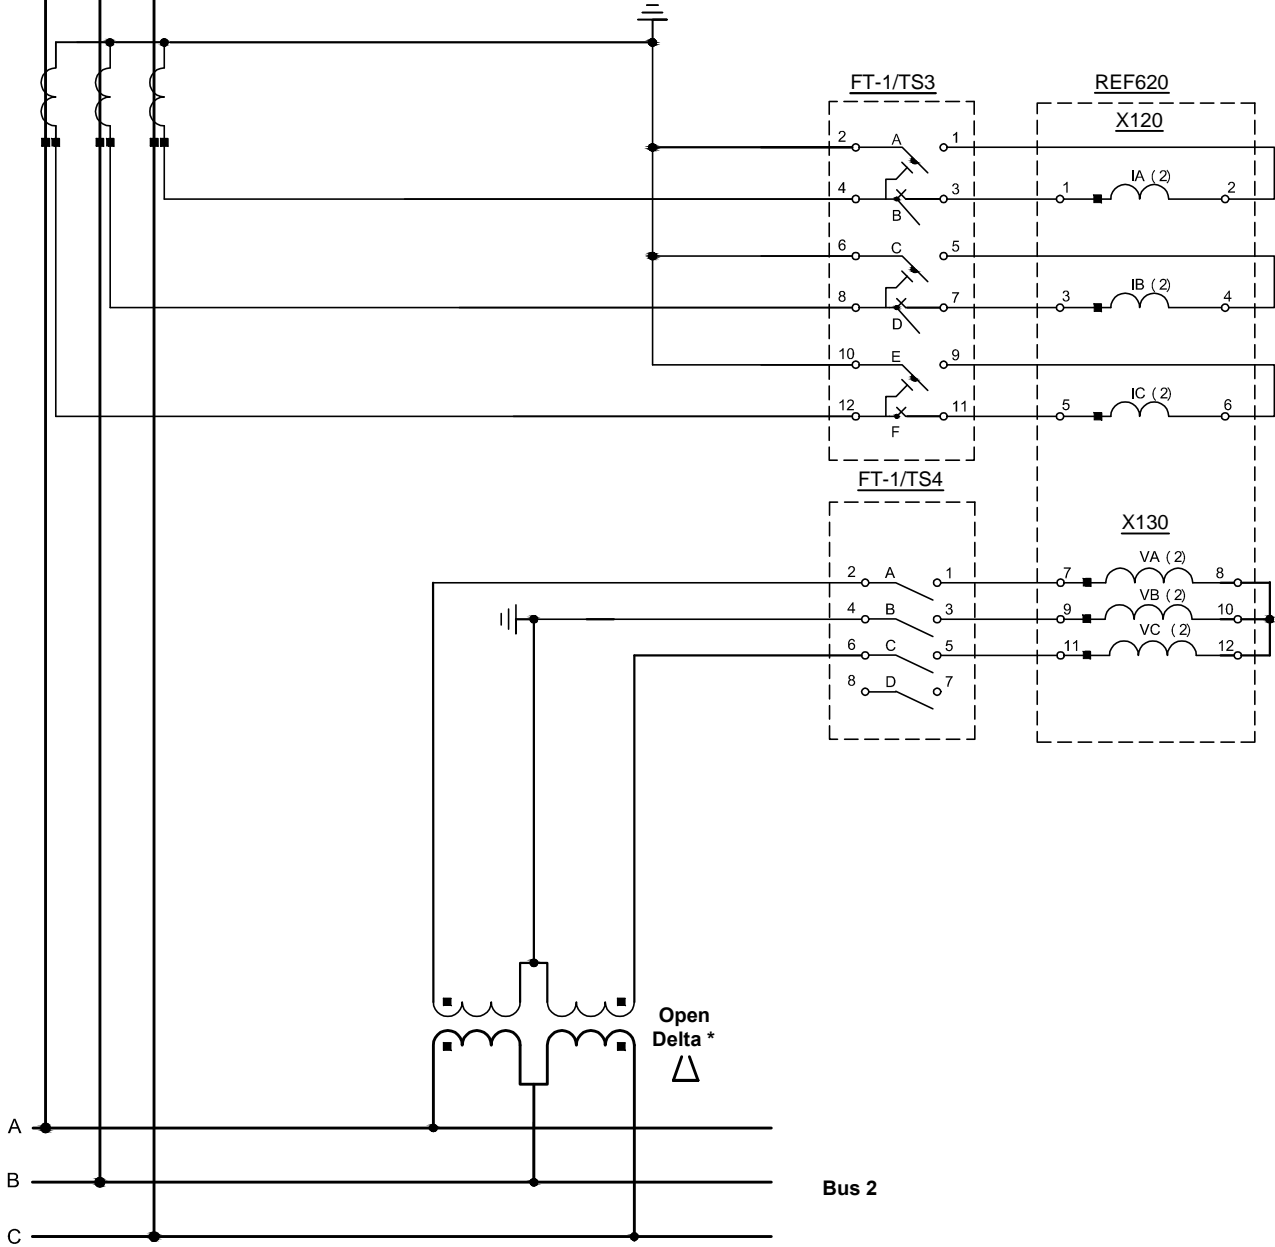 FT-1/TS3 REF620
X120
2 A 1
IA (2)
4 3 1 2
B
6 C 5
IB (2)
8 7 3 4
D
10 E 9
IC (2)
12 11 5 6
F
FT-1/TS4
X130
VA (2)
2 A 1 7 8
VB (2)
4 B 3 9 10
VC (2)
6 C 5 11 12
8 D 7
Open
Delta *
A
B
Bus 2
C